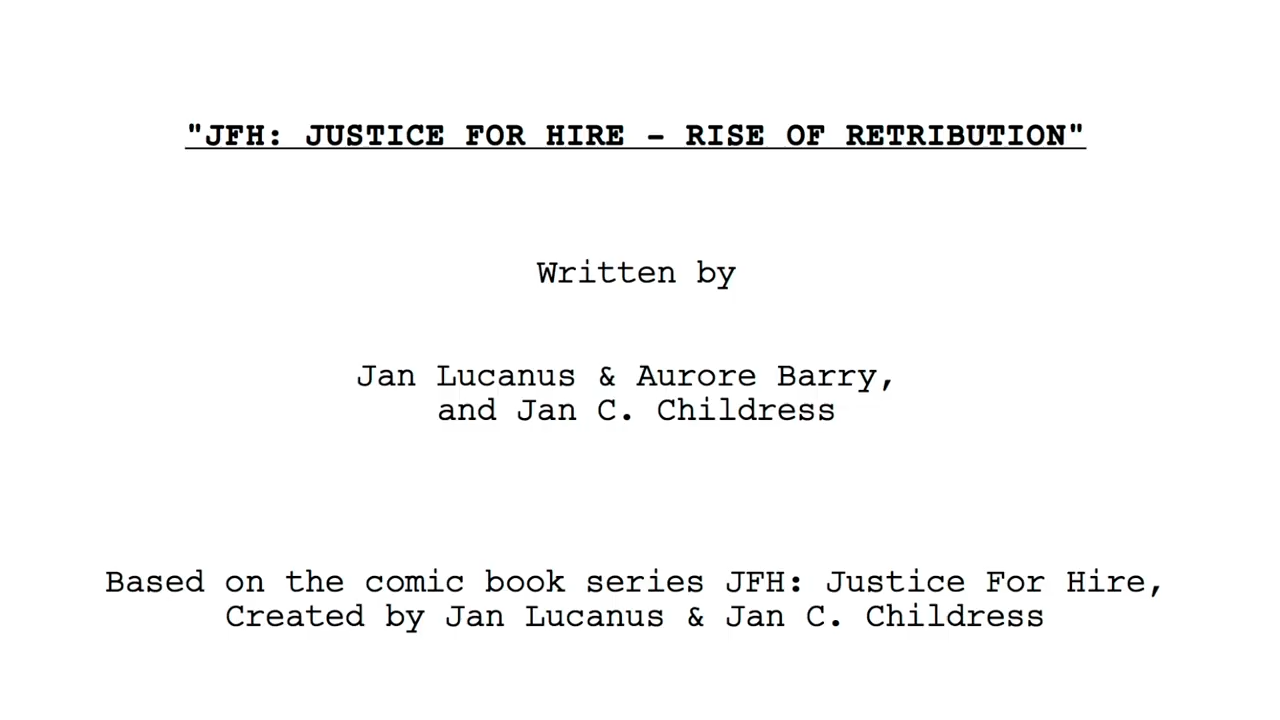 "JFH: JUSTICE FOR HIRE – RISE OF RETRIBUTION"
Written by
Jan Lucanus & Aurore Barry,
and Jan C. Childress
Based on the comic book series JFH: Justice For Hire,
Created by Jan Lucanus & Jan C. Childress